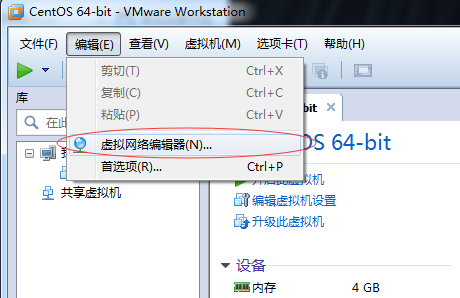 CentOS 64-bit - VMware Workstation
文件(F) 编辑(E) 查看(V) 虚拟机(M) 选项卡(T) 帮助(H)
剪切(T) Ctrl+X
复制(C) Ctrl+C
粘贴(P) Ctrl+V
虚拟网络编辑器(N)...
首选项(R)... Ctrl+P
库
在此
共享虚拟机
bit
OS 64-bit
开启此虚拟机
编辑虚拟机设置
升级此虚拟机
设备
内存 4 GB